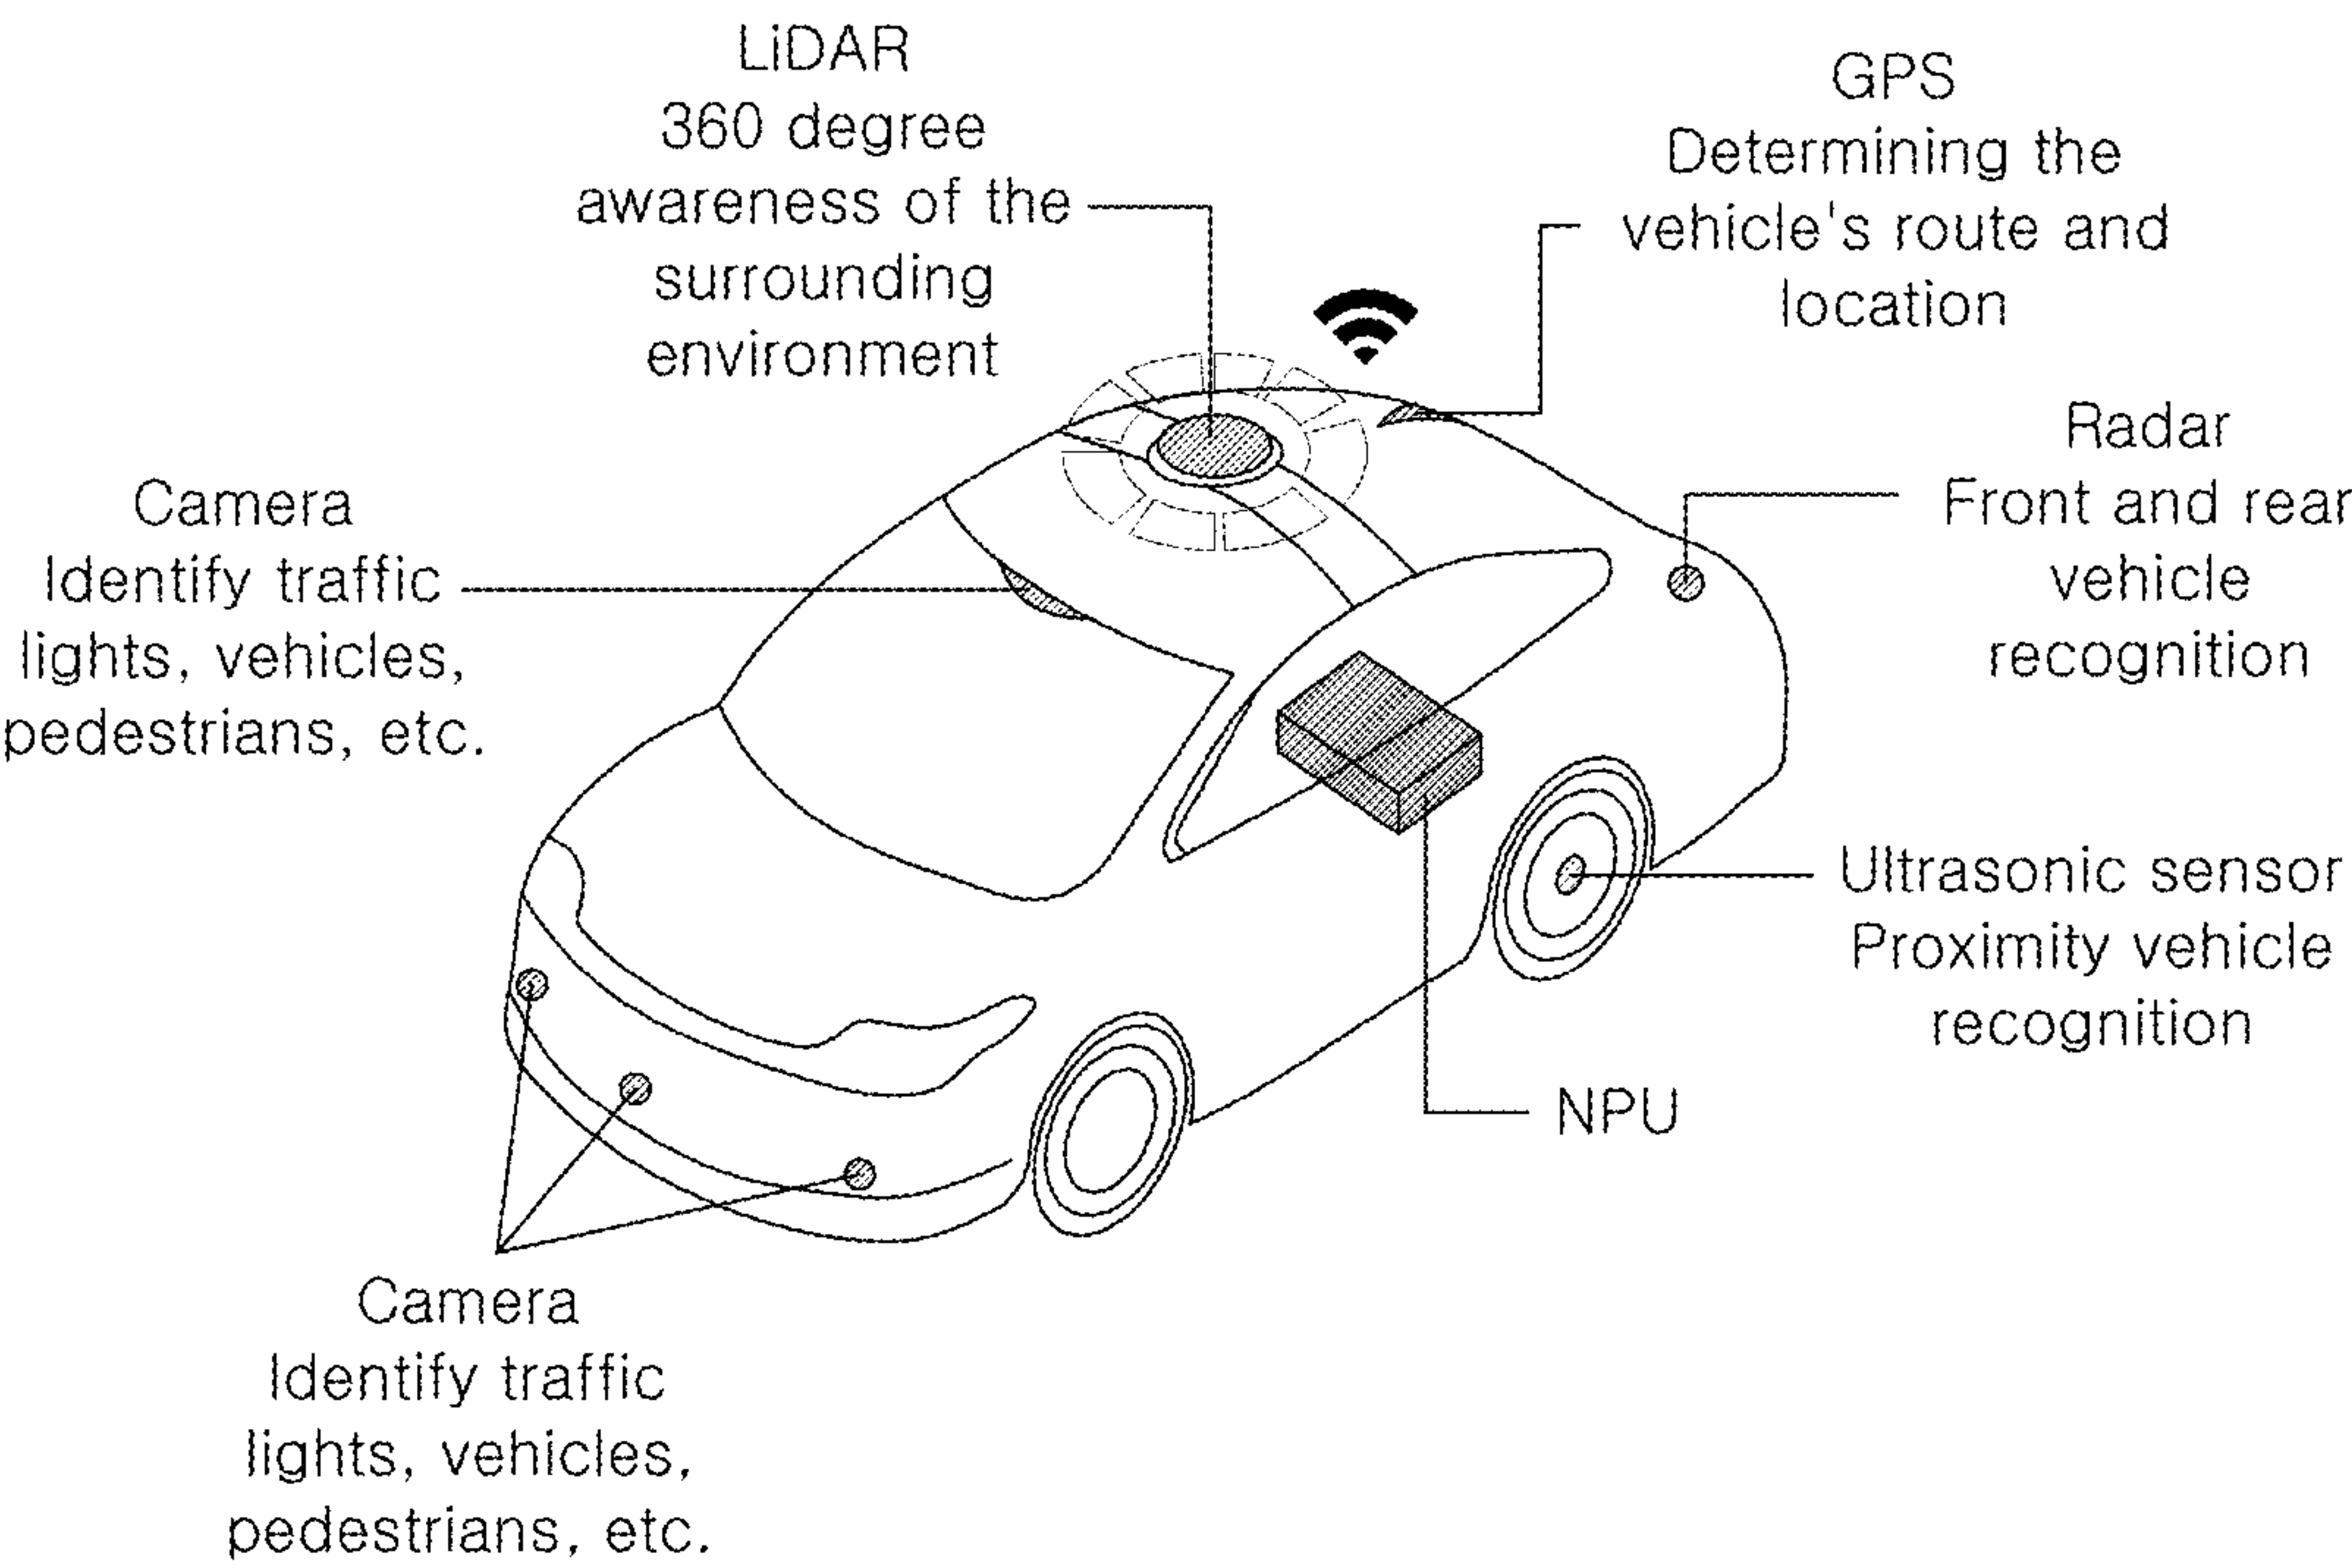 LiDAR
360 degree
awareness of the
surrounding
environment
GPS
Determining the
vehicle's route and
location
Radar
Front and rear
vehicle
recognition
Camera
Identify traffic
lights, vehicles,
pedestrians, etc.
Ultrasonic sensor
Proximity vehicle
recognition
NPU
Camera
Identify traffic
lights, vehicles,
pedestrians, etc.